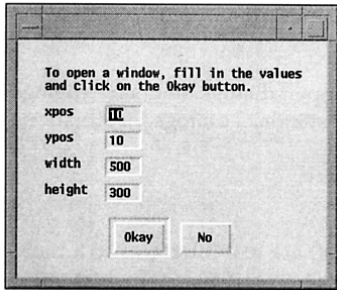 To open a window, fill in the values
and click on the Okay button.
xpos 10
ypos 10
width 500
height 300
Okay No